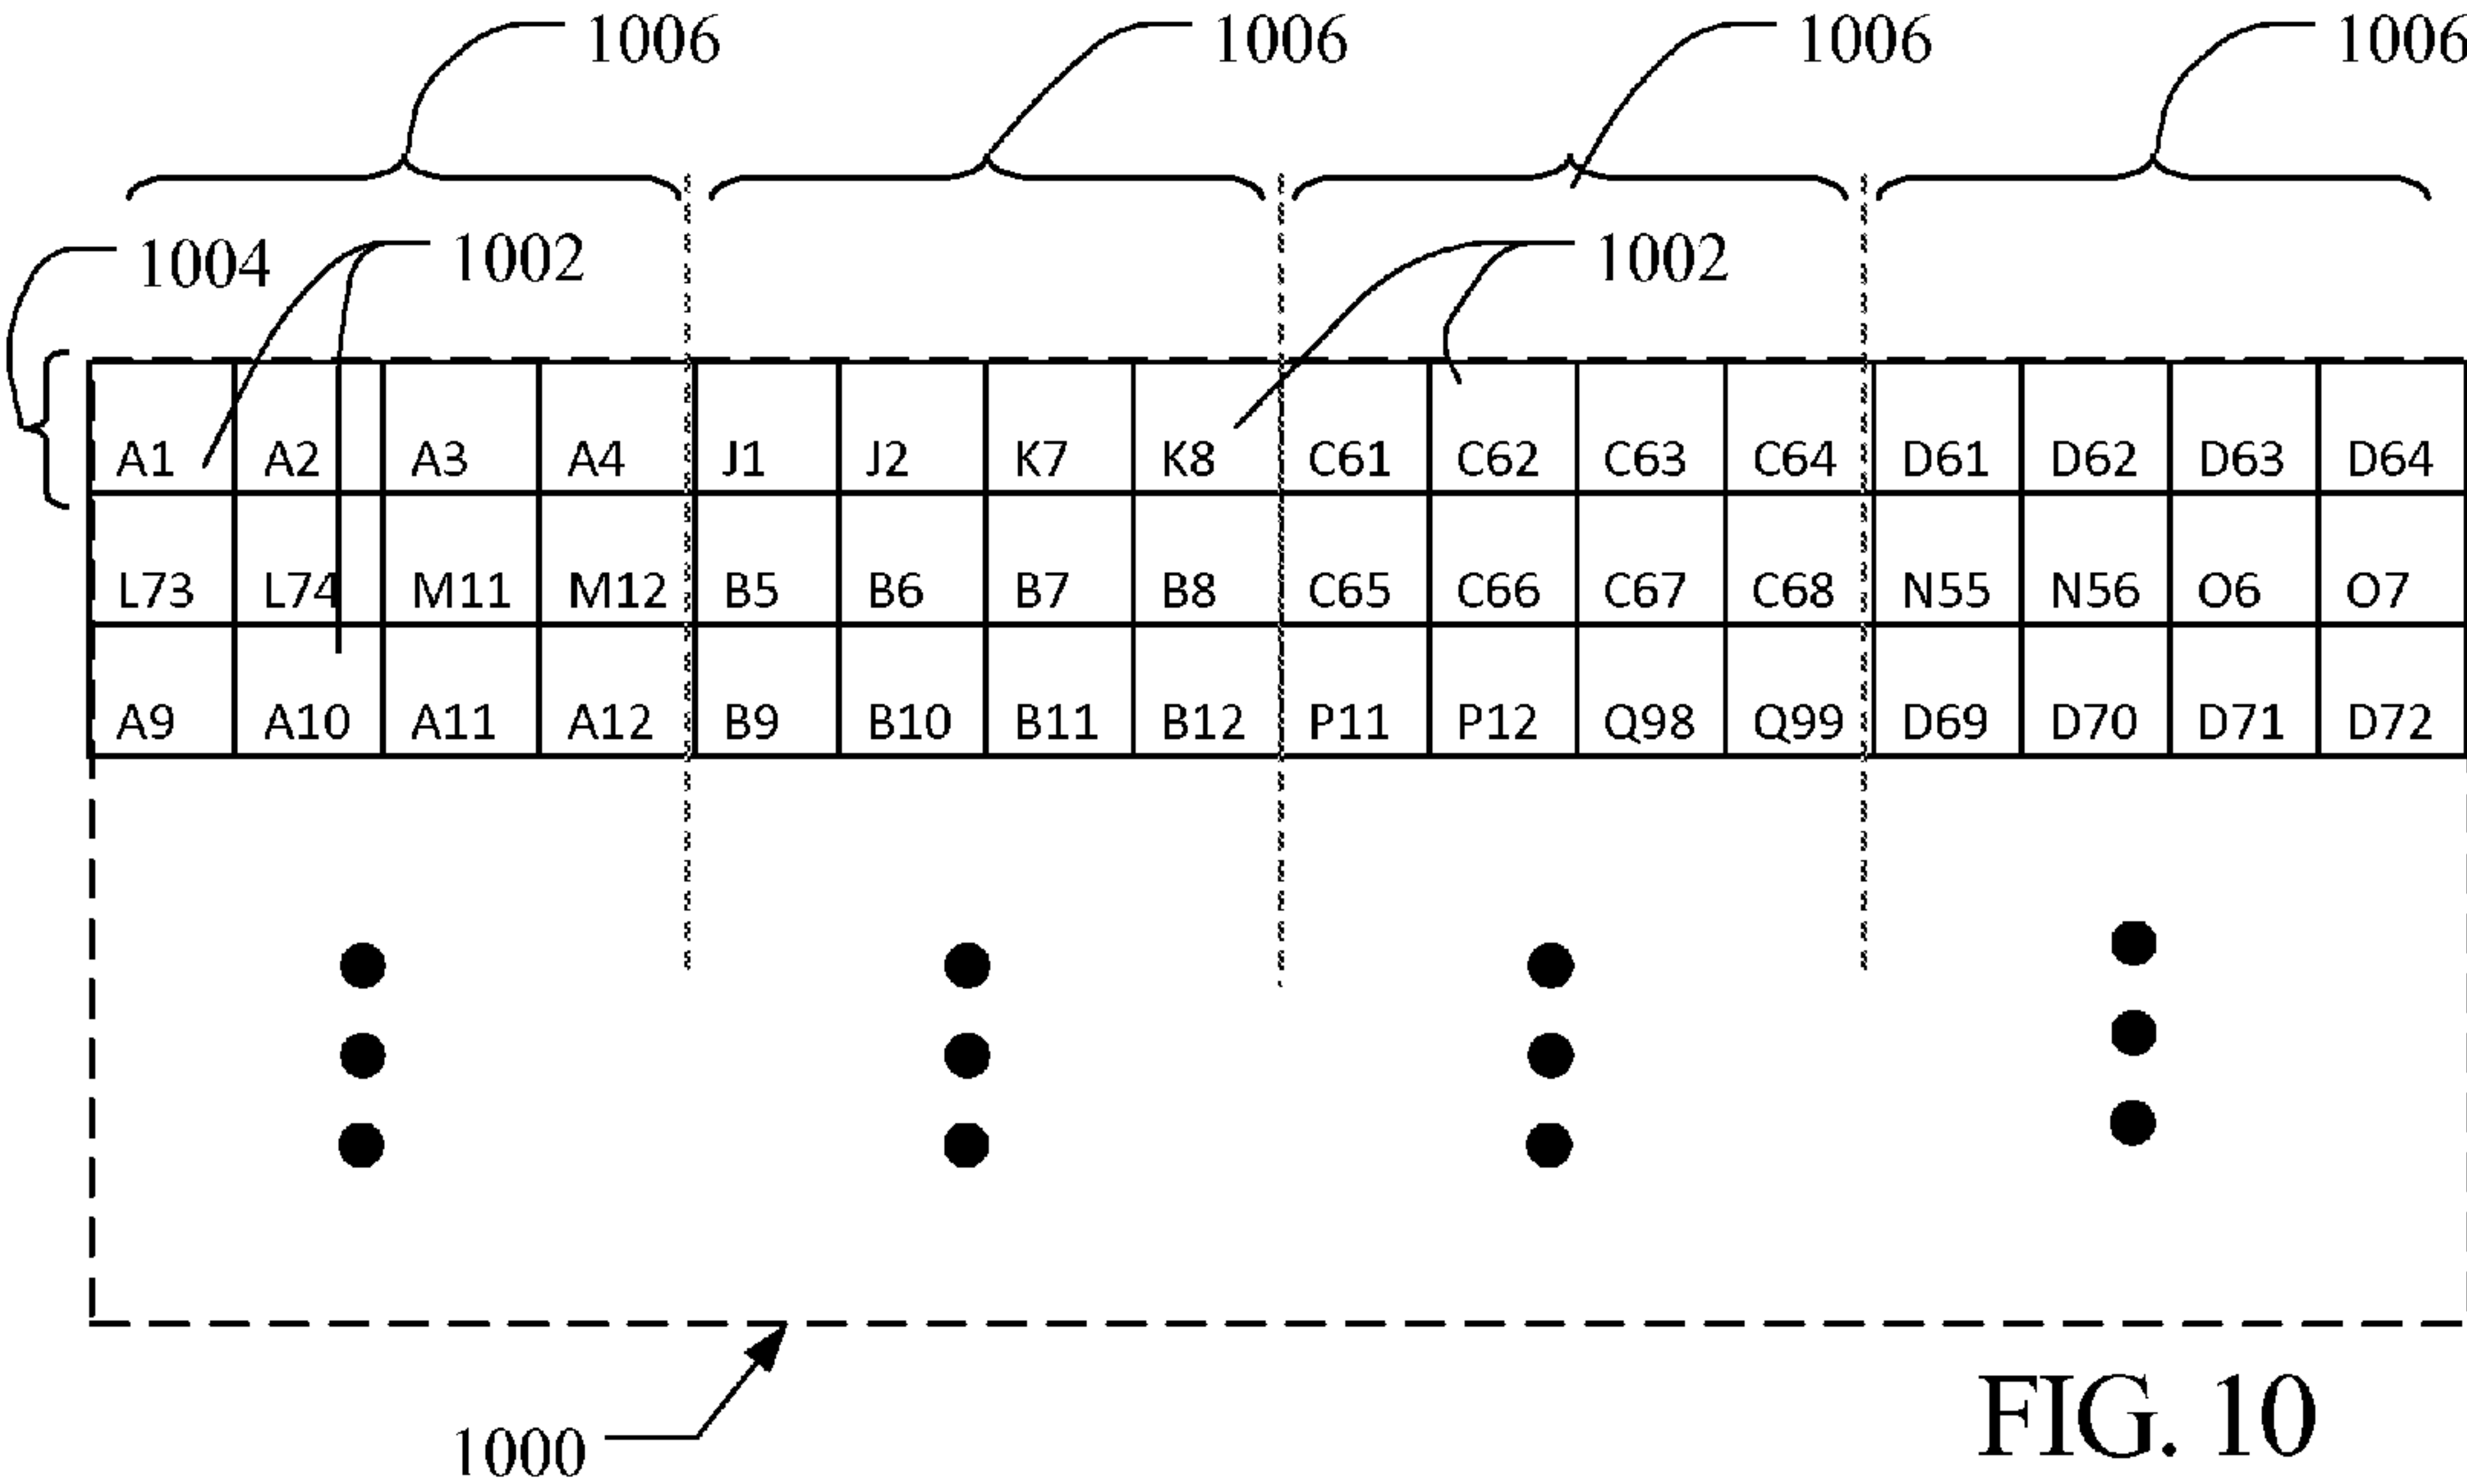 1006 1006 1006 1006
1004 1002 1002
A1 A2 A3 A4 J1 J2 K7 K8 C61 C62 C63 C64 D61 D62 D63 D64
L73 L74 M11 M12 B5 B6 B7 B8 C65 C66 C67 C68 N55 N56 O6 O7
A9 A10 A11 A12 B9 B10 B11 B12 P11 P12 Q98 Q99 D69 D70 D71 D72
1000
FIG. 10